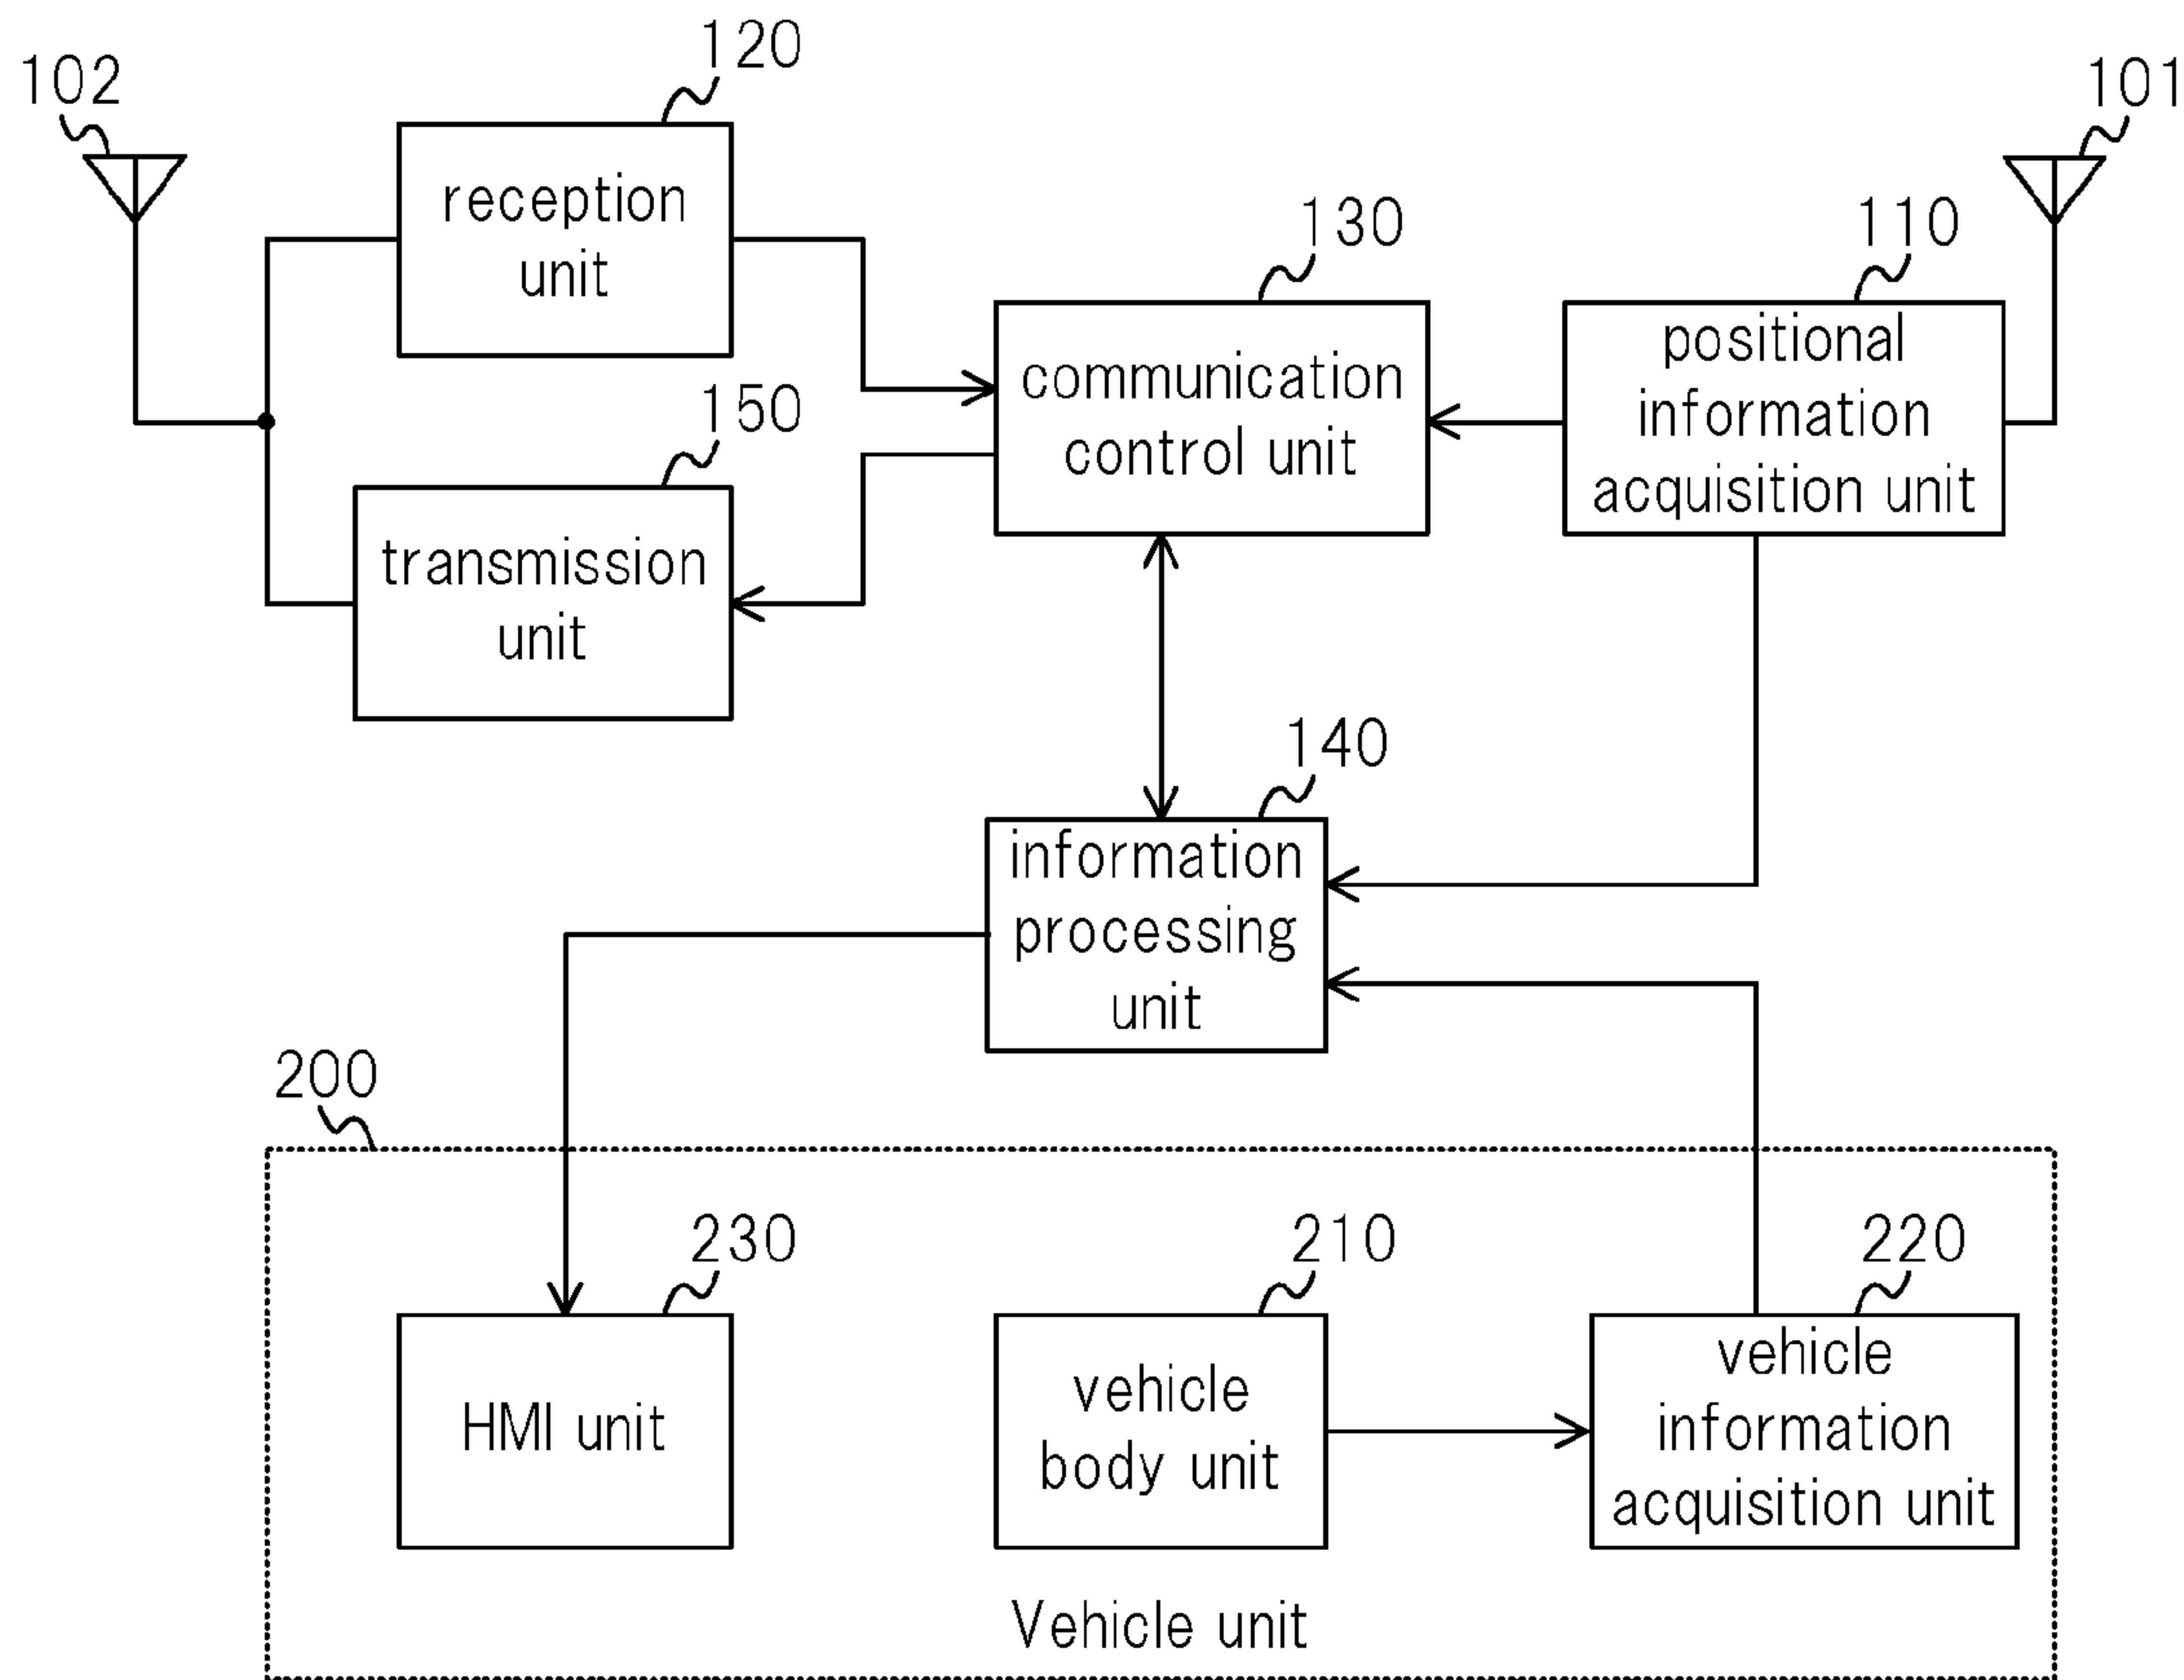 120
102
101
reception
unit
130
110
communication
control unit
positional
information
acquisition unit
150
transmission
unit
140
information
processing
unit
200
230
210
220
HMI unit
vehicle
body unit
vehicle
information
acquisition unit
Vehicle unit